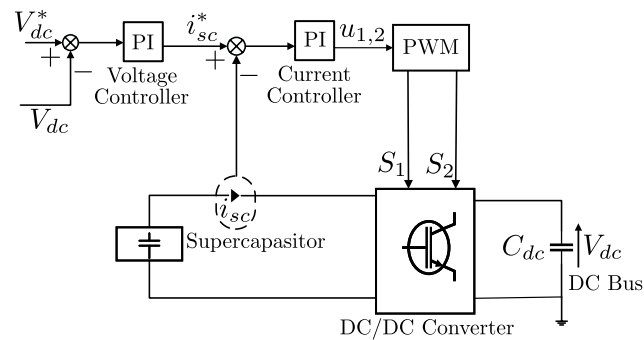 V*dc
i*sc
PI
PI
u1,2
PWM
+
−
+
−
Voltage
Controller
Current
Controller
Vdc
S1
S2
isc
Supercapasitor
Cdc
Vdc
DC Bus
DC/DC Converter